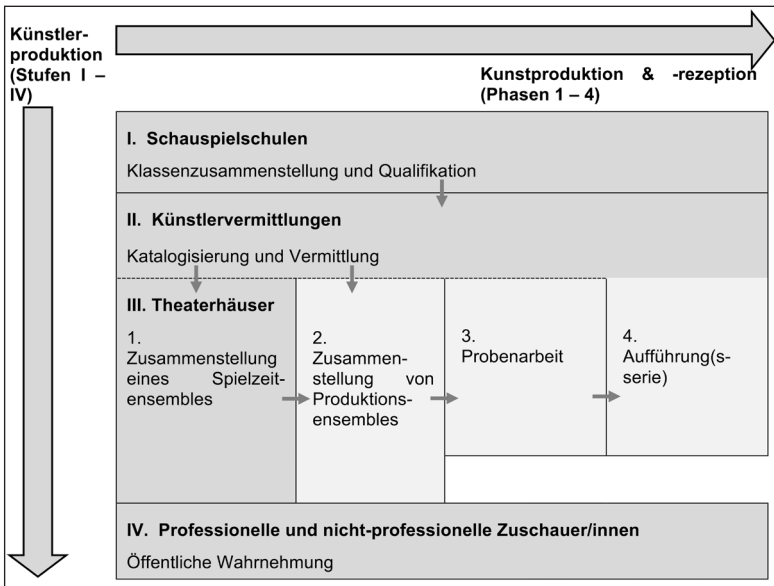 Künstler-
produktion
(Stufen I –
IV)
Kunstproduktion & -rezeption
(Phasen 1 – 4)
I. Schauspielschulen
Klassenzusammenstellung und Qualifikation
II. Künstlervermittlungen
Katalogisierung und Vermittlung
III. Theaterhäuser
1.
Zusammenstellung
eines Spielzeit-
ensembles
2.
Zusammen-
stellung von
Produktions-
ensembles
3.
Probenarbeit
4.
Aufführung(s-
serie)
IV. Professionelle und nicht-professionelle Zuschauer/innen
Öffentliche Wahrnehmung